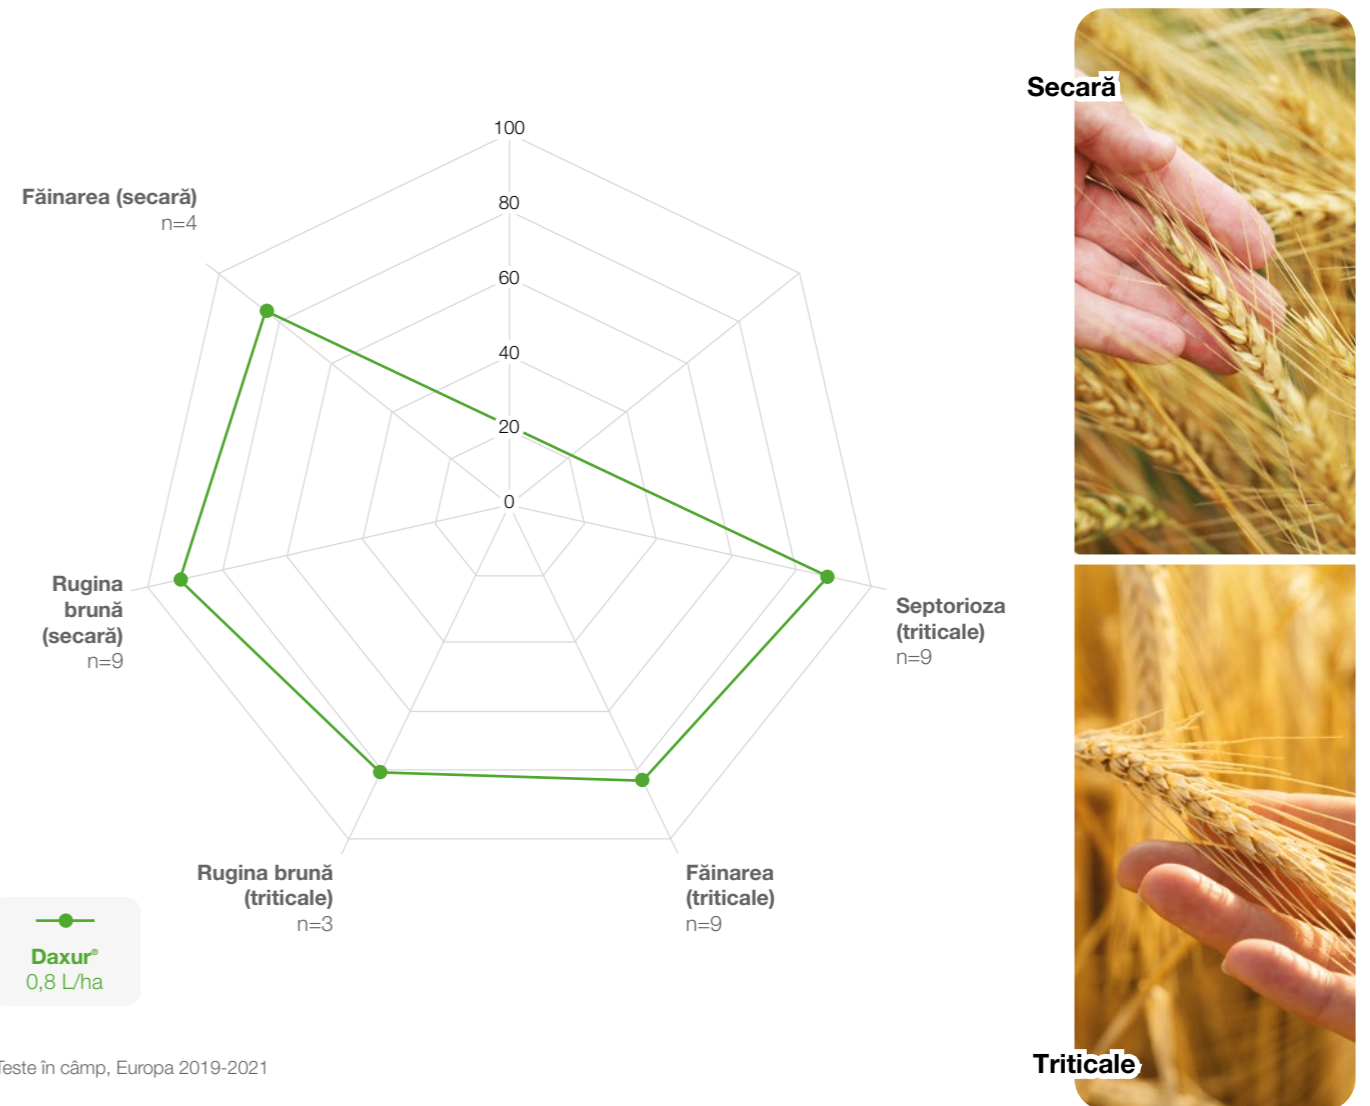 Secară
100
80
60
40
20
0
Făinarea (secară)
n=4
Rugina
brună
(secară)
n=9
Septorioza
(triticale)
n=9
Rugina brună
(triticale)
n=3
Făinarea
(triticale)
n=9
Daxur®
0,8 L/ha
Teste în câmp, Europa 2019-2021
Triticale